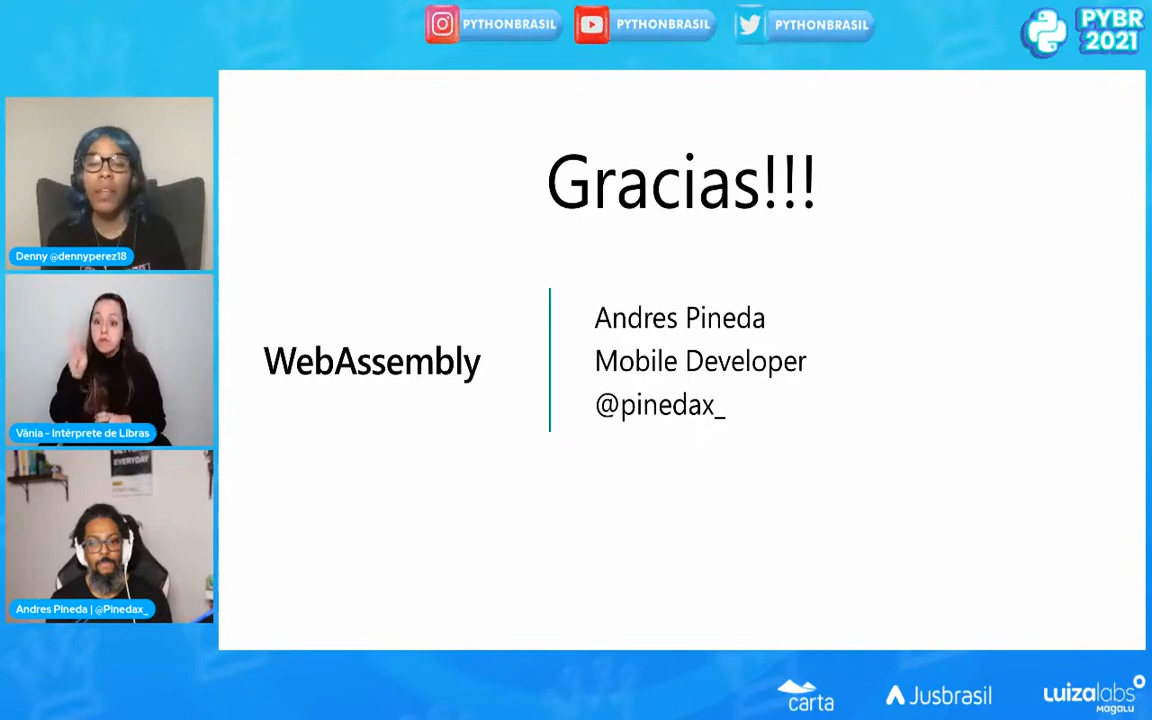 PYTHONBRASIL
PYTHONBRASIL
PYTHONBRASIL
PYBR
2021
Gracias!!!
WebAssembly
Andres Pineda
Mobile Developer
@pinedax_
Denny @dennyperez18
Vânia - Intérprete de Libras
EVERYDAY
Andres Pineda | @Pinedax_
carta
Jusbrasil
luizalabs
MAGALU